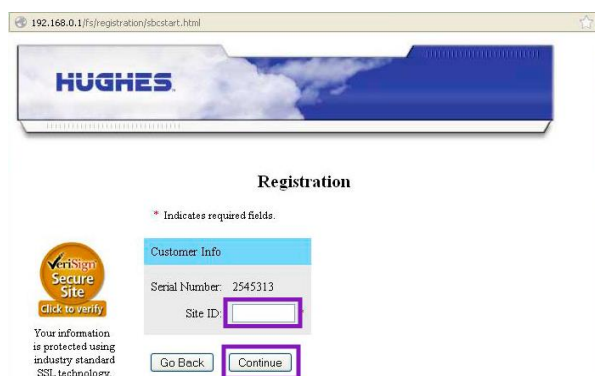 192.168.0.1/fs/registration/sbcstart.html
HUGHES.
Registration
* Indicates required fields.
Customer Info
Serial Number: 2545313
Site ID:
*
VeriSign
Secure
Site
Click to verify
Your information
is protected using
industry standard
SSL technology.
Go Back
Continue